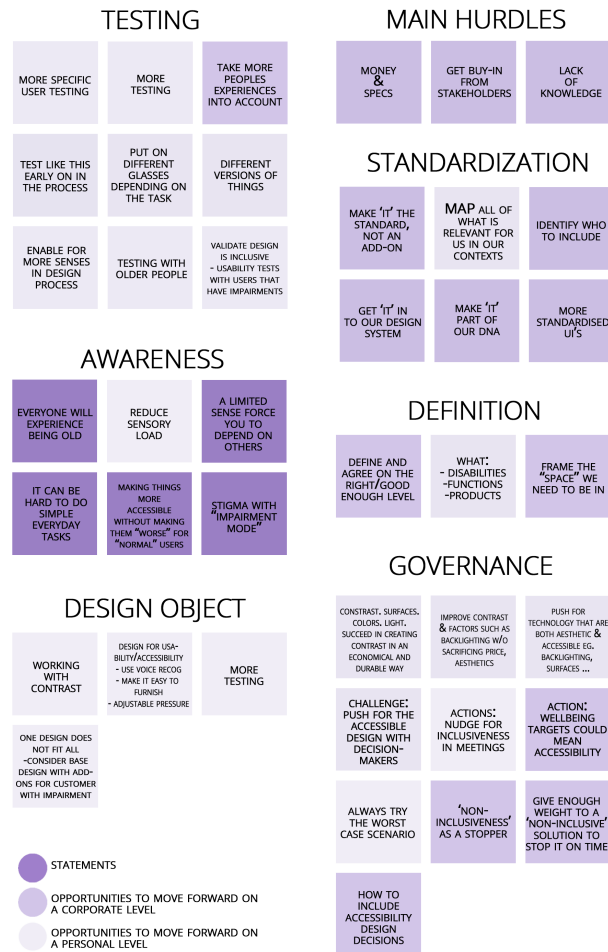 TESTING
MORE SPECIFIC
USER TESTING
MORE
TESTING
TAKE MORE
PEOPLES
EXPERIENCES
INTO ACCOUNT
TEST LIKE THIS
EARLY ON IN
THE PROCESS
PUT ON
DIFFERENT
GLASSES
DEPENDING ON
THE TASK
DIFFERENT
VERSIONS OF
THINGS
ENABLE FOR
MORE SENSES
IN DESIGN
PROCESS
TESTING WITH
OLDER PEOPLE
VALIDATE DESIGN
IS INCLUSIVE
- USABILITY TESTS
WITH USERS THAT
HAVE IMPAIRMENTS
AWARENESS
EVERYONE WILL
EXPERIENCE
BEING OLD
REDUCE
SENSORY
LOAD
A LIMITED
SENSE FORCE
YOU TO
DEPEND ON
OTHERS
IT CAN BE
HARD TO DO
SIMPLE
EVERYDAY
TASKS
MAKING THINGS
MORE
ACCESSIBLE
WITHOUT MAKING
THEM "WORSE" FOR
"NORMAL" USERS
STIGMA WITH
"IMPAIRMENT
MODE"
DESIGN OBJECT
WORKING
WITH
CONTRAST
DESIGN FOR USA-
BILITY/ACCESSIBILITY
- USE VOICE RECOG
- MAKE IT EASY TO
FURNISH
- ADJUSTABLE PRESSURE
MORE
TESTING
ONE DESIGN DOES
NOT FIT ALL
-CONSIDER BASE
DESIGN WITH ADD-
ONS FOR CUSTOMER
WITH IMPAIRMENT
STATEMENTS
OPPORTUNITIES TO MOVE FORWARD ON
A CORPORATE LEVEL
OPPORTUNITIES TO MOVE FORWARD ON
A PERSONAL LEVEL
MAIN HURDLES
MONEY
&
SPECS
GET BUY-IN
FROM
STAKEHOLDERS
LACK
OF
KNOWLEDGE
STANDARDIZATION
MAKE 'IT' THE
STANDARD,
NOT AN
ADD-ON
MAP ALL OF
WHAT IS
RELEVANT FOR
US IN OUR
CONTEXTS
IDENTIFY WHO
TO INCLUDE
GET 'IT' IN
TO OUR DESIGN
SYSTEM
MAKE 'IT'
PART OF
OUR DNA
MORE
STANDARDISED
UI'S
DEFINITION
DEFINE AND
AGREE ON THE
RIGHT/GOOD
ENOUGH LEVEL
WHAT:
- DISABILITIES
-FUNCTIONS
-PRODUCTS
FRAME THE
"SPACE" WE
NEED TO BE IN
GOVERNANCE
CONSTRAST. SURFACES.
COLORS. LIGHT.
SUCCEED IN CREATING
CONTRAST IN AN
ECONOMICAL AND
DURABLE WAY
IMPROVE CONTRAST
& FACTORS SUCH AS
BACKLIGHTING W/O
SACRIFICING PRICE,
AESTHETICS
PUSH FOR
TECHNOLOGY THAT ARE
BOTH AESTHETIC &
ACCESSIBLE EG.
BACKLIGHTING,
SURFACES ...
CHALLENGE:
PUSH FOR THE
ACCESSIBLE
DESIGN WITH
DECISION-
MAKERS
ACTIONS:
NUDGE FOR
INCLUSIVENESS
IN MEETINGS
ACTION:
WELLBEING
TARGETS COULD
MEAN
ACCESSIBILITY
ALWAYS TRY
THE WORST
CASE SCENARIO
'NON-
INCLUSIVENESS'
AS A STOPPER
GIVE ENOUGH
WEIGHT TO A
'NON-INCLUSIVE'
SOLUTION TO
STOP IT ON TIME
HOW TO
INCLUDE
ACCESSIBILITY
DESIGN
DECISIONS